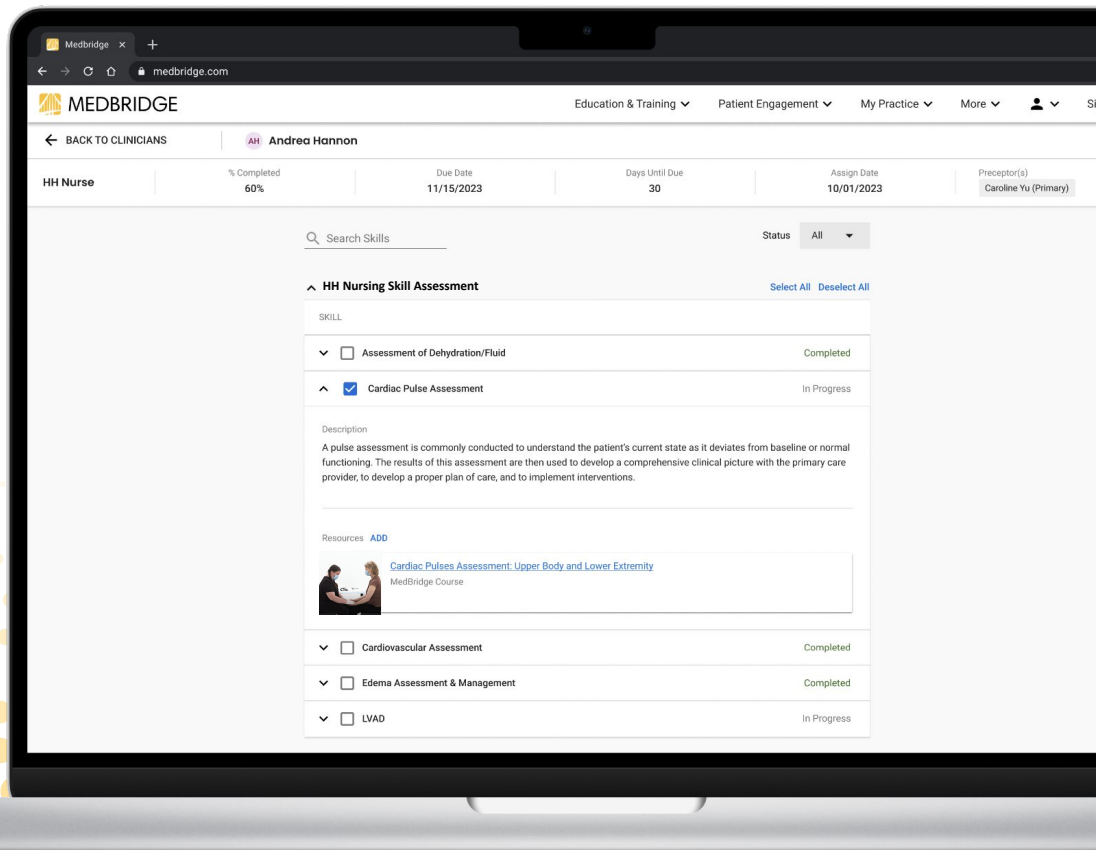 Medbridge
medbridge.com
MEDBRIDGE
Education & Training Patient Engagement My Practice More
BACK TO CLINICIANS AH Andrea Hannon
HH Nurse
% Completed
60%
Due Date
11/15/2023
Days Until Due
30
Assign Date
10/01/2023
Preceptor(s)
Caroline Yu (Primary)
Search Skills
Status All
HH Nursing Skill Assessment Select All Deselect All
SKILL
Assessment of Dehydration/Fluid Completed
Cardiac Pulse Assessment In Progress
Description
A pulse assessment is commonly conducted to understand the patient's current state as it deviates from baseline or normal
functioning. The results of this assessment are then used to develop a comprehensive clinical picture with the primary care
provider, to develop a proper plan of care, and to implement interventions.
Resources ADD
Cardiac Pulses Assessment: Upper Body and Lower Extremity
MedBridge Course
Cardiovascular Assessment Completed
Edema Assessment & Management Completed
LVAD In Progress